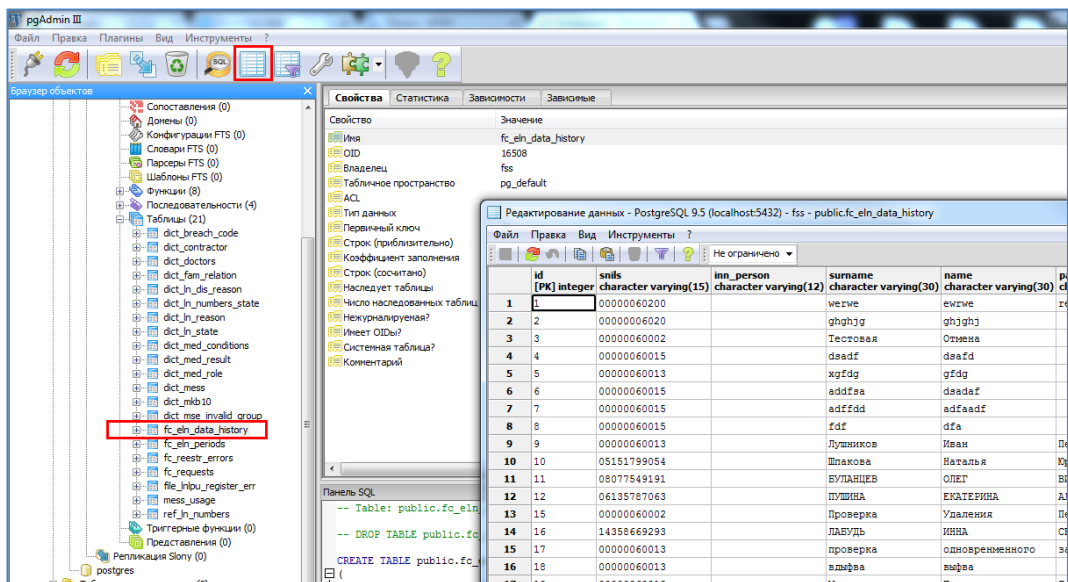 pgAdmin III
Файл Правка Плагины Вид Инструменты ?
SQL
Браузер объектов
Сопоставления (0)
Домены (0)
Конфигурации FTS (0)
Словари FTS (0)
Парсеры FTS (0)
Шаблоны FTS (0)
Функции (8)
Последовательности (4)
Таблицы (21)
dict_breach_code
dict_contractor
dict_doctors
dict_fam_relation
dict_ln_dis_reason
dict_ln_numbers_state
dict_ln_reason
dict_ln_state
dict_med_conditions
dict_med_result
dict_med_role
dict_mess
dict_mkb10
dict_mse_invalid_group
fc_eln_data_history
fc_eln_periods
fc_reestr_errors
fc_requests
file_lnlpu_register_err
mess_usage
ref_ln_numbers
Триггерные функции (0)
Представления (0)
Репликация Slony (0)
postgres
Свойства Статистика Зависимости Зависимые
Свойство Значение
Имя fc_eln_data_history
OID 16508
Владелец fss
Табличное пространство pg_default
ACL
Тип данных
Первичный ключ
Строк (приблизительно)
Коэффициент заполнения
Строк (сосчитано)
Наследует таблицы
Число наследованных таблиц
Нежурналируемая?
Имеет OIDы?
Системная таблица?
Комментарий
Панель SQL
-- Table: public.fc_eln
-- DROP TABLE public.fc
CREATE TABLE public.fc_
(
Редактирование данных - PostgreSQL 9.5 (localhost:5432) - fss - public.fc_eln_data_history
Файл Правка Вид Инструменты ?
Не ограничено
id snils inn_person surname name
[PK] integer character varying(15) character varying(12) character varying(30) character varying(30)
1 1 00000060200 werwe ewrwe
2 2 00000006020 ghghjg ghjghj
3 3 00000060002 Тестовая Отмена
4 4 00000060015 dsadf dsafd
5 5 00000060013 xgfdg gfdg
6 6 00000060015 addfsa dsadaf
7 7 00000060015 adffdd adfaadf
8 8 00000060015 fdf dfa
9 9 00000060013 Лушников Иван
10 10 05151799054 Шпакова Наталья
11 11 08077549191 БУЛАНЦЕВ ОЛЕГ
12 12 06135787063 ПУШИНА ЕКАТЕРИНА
13 15 00000060002 Проверка Удаления
14 16 14358669293 ЛАБУДЬ ИННА
15 17 00000060013 проверка одновренменного
16 18 00000060013 вдыфва выфва